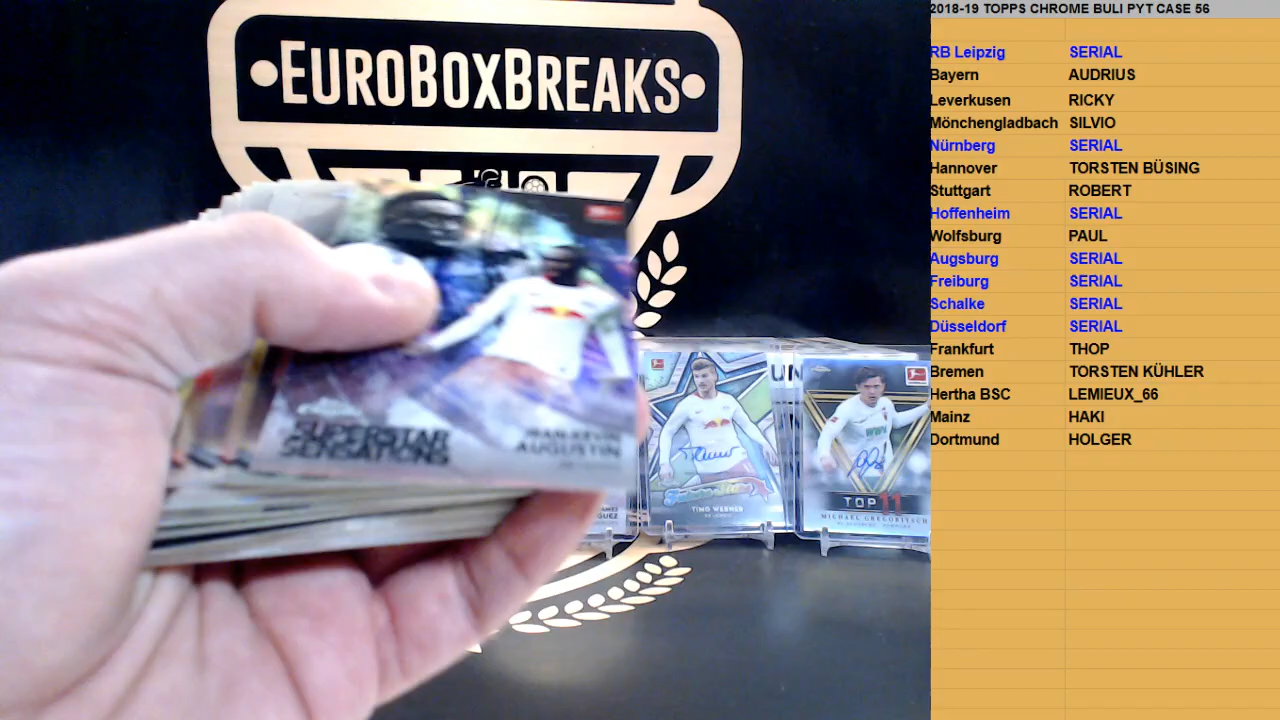 2018-19 TOPPS CHROME BULI PYT CASE 56
EUROBOXBREAKS
RB Leipzig SERIAL
Bayern AUDRIUS
Leverkusen RICKY
Mönchengladbach SILVIO
Nürnberg SERIAL
Hannover TORSTEN BÜSING
Stuttgart ROBERT
Hoffenheim SERIAL
Wolfsburg PAUL
Augsburg SERIAL
Freiburg SERIAL
Schalke SERIAL
Düsseldorf SERIAL
Frankfurt THOP
Bremen TORSTEN KÜHLER
Hertha BSC LEMIEUX_66
Mainz HAKI
Dortmund HOLGER
SUPERSTAR
SENSATIONS
AUGUSTIN
TIMO WERNER
TOP 11
MICHAEL GREGORITSCH